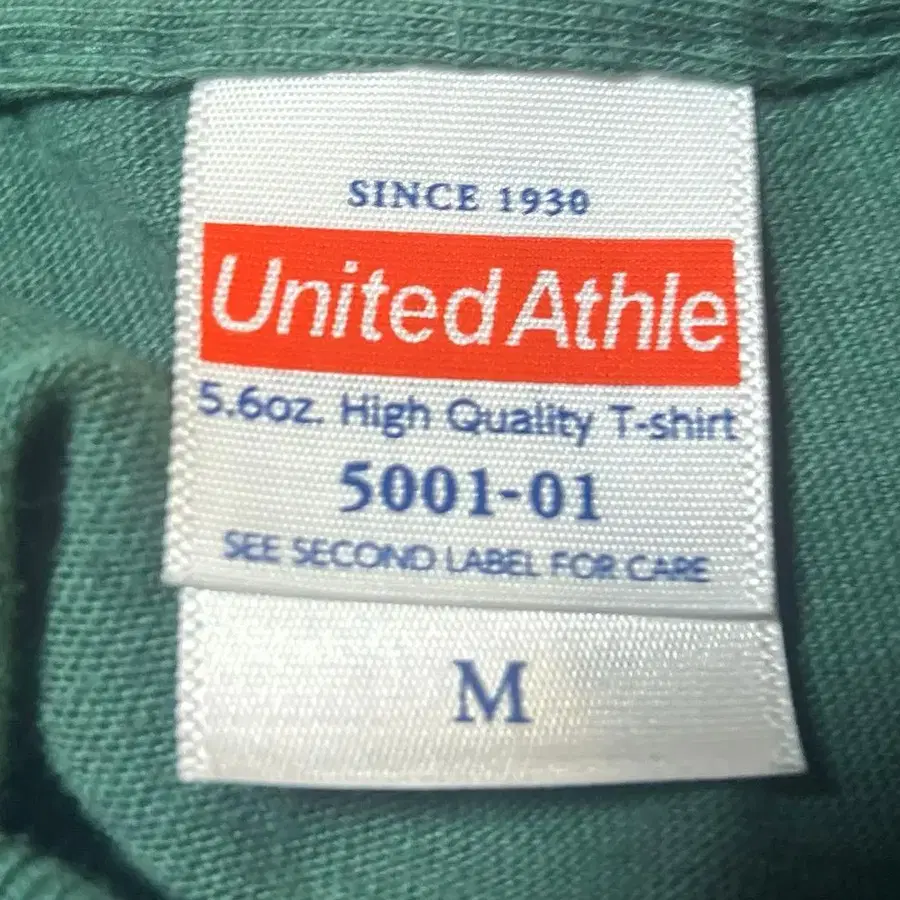 SINCE 1930
United Athle
5.6oz. High Quality T-shirt
5001-01
SEE SECOND LABEL FOR CARE
M